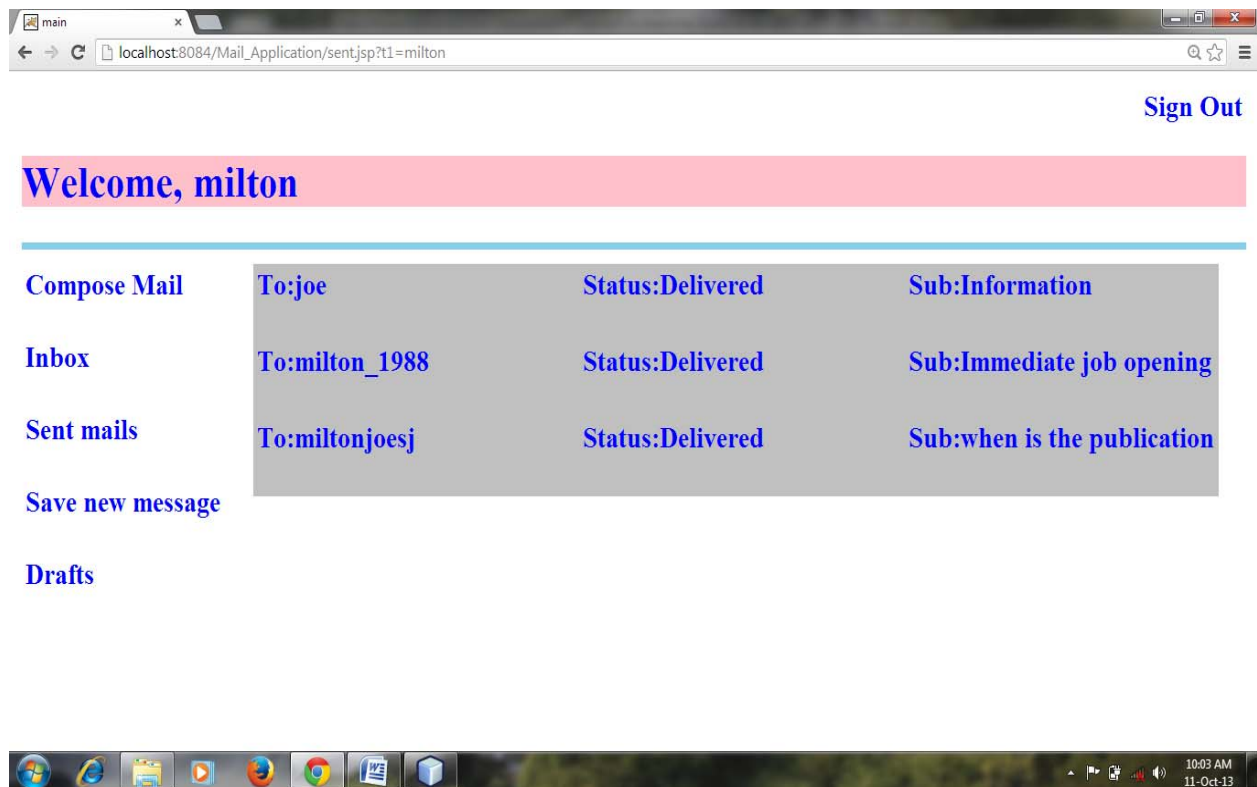 main
localhost:8084/Mail_Application/sent.jsp?t1=milton
Sign Out
Welcome, milton
Compose Mail
To:joe Status:Delivered Sub:Information
Inbox
To:milton_1988 Status:Delivered Sub:Immediate job opening
Sent mails
To:miltonjoesj Status:Delivered Sub:when is the publication
Save new message
Drafts
10:03 AM
11-Oct-13